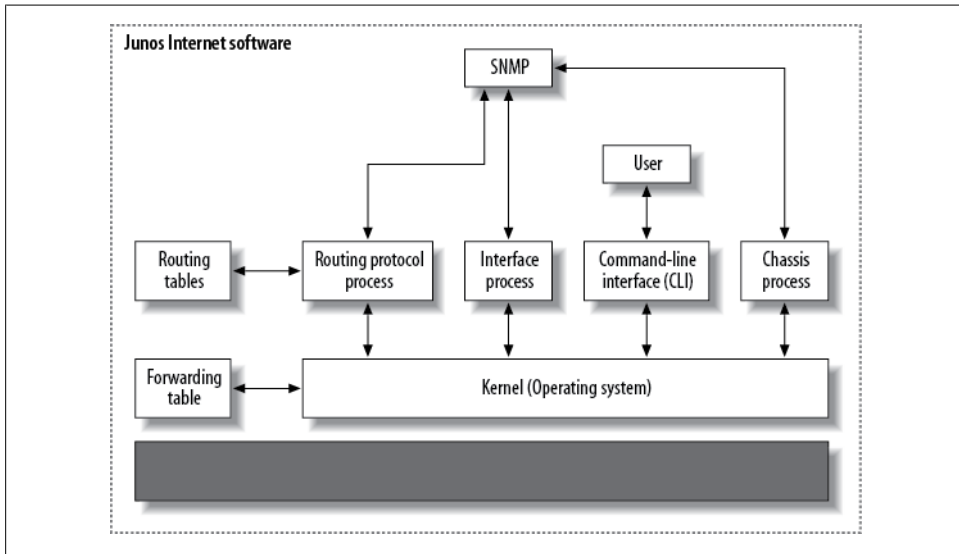 Junos Internet software
SNMP
User
Routing
tables
Routing protocol
process
Interface
process
Command-line
interface (CLI)
Chassis
process
Forwarding
table
Kernel (Operating system)